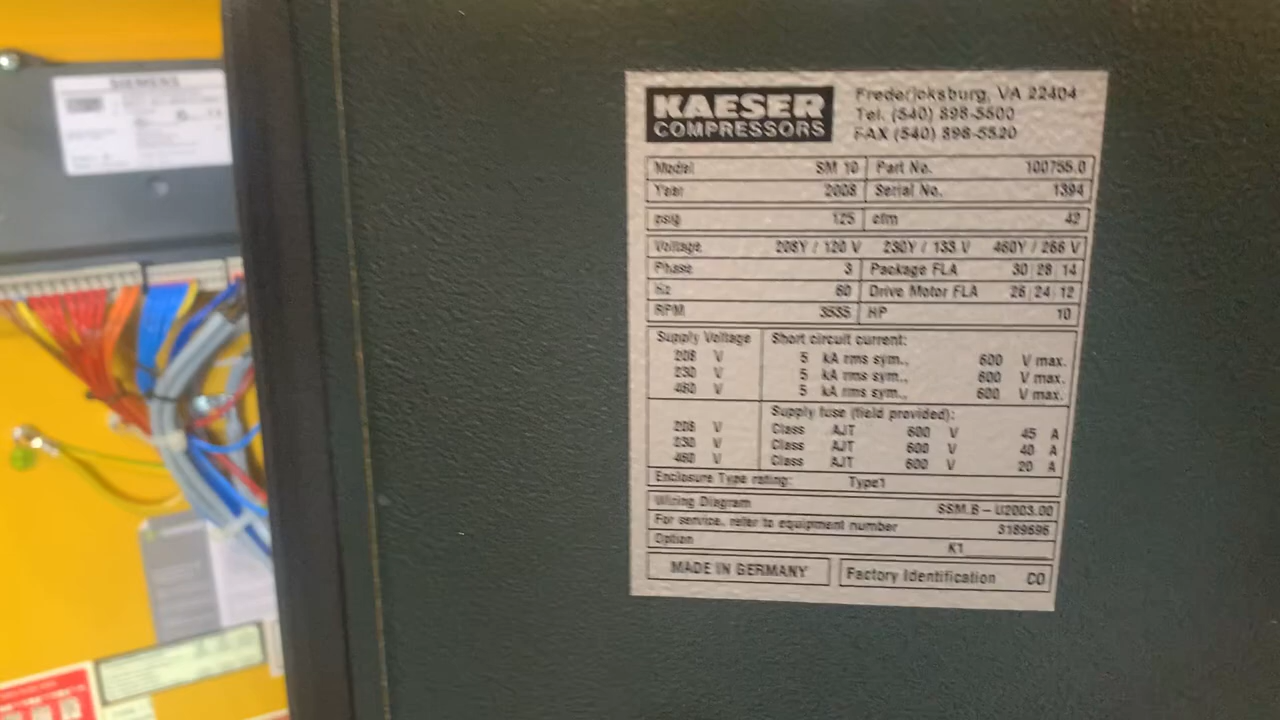 SIEMENS
KAESER
COMPRESSORS
Fredericksburg, VA 22404
Tel. (540) 898-5500
FAX (540) 898-5520
Model SM 10 Part No. 100755.0
Year 2008 Serial No. 1394
psig 125 cfm 42
Voltage 208Y / 120 V 230Y / 133 V 460Y / 266 V
Phase 3 Package FLA 30 28 14
Hz 60 Drive Motor FLA 26 24 12
RPM 3535 HP 10
Supply Voltage Short circuit current:
208 V 5 kA rms sym., 600 V max.
230 V 5 kA rms sym., 600 V max.
460 V 5 kA rms sym., 600 V max.
Supply fuse (field provided):
208 V Class AJT 600 V 45 A
230 V Class AJT 600 V 40 A
460 V Class AJT 600 V 20 A
Enclosure Type rating: Type1
Wiring Diagram SSM.B - U2003.00
For service, refer to equipment number 3189696
Option K1
MADE IN GERMANY
Factory Identification CO